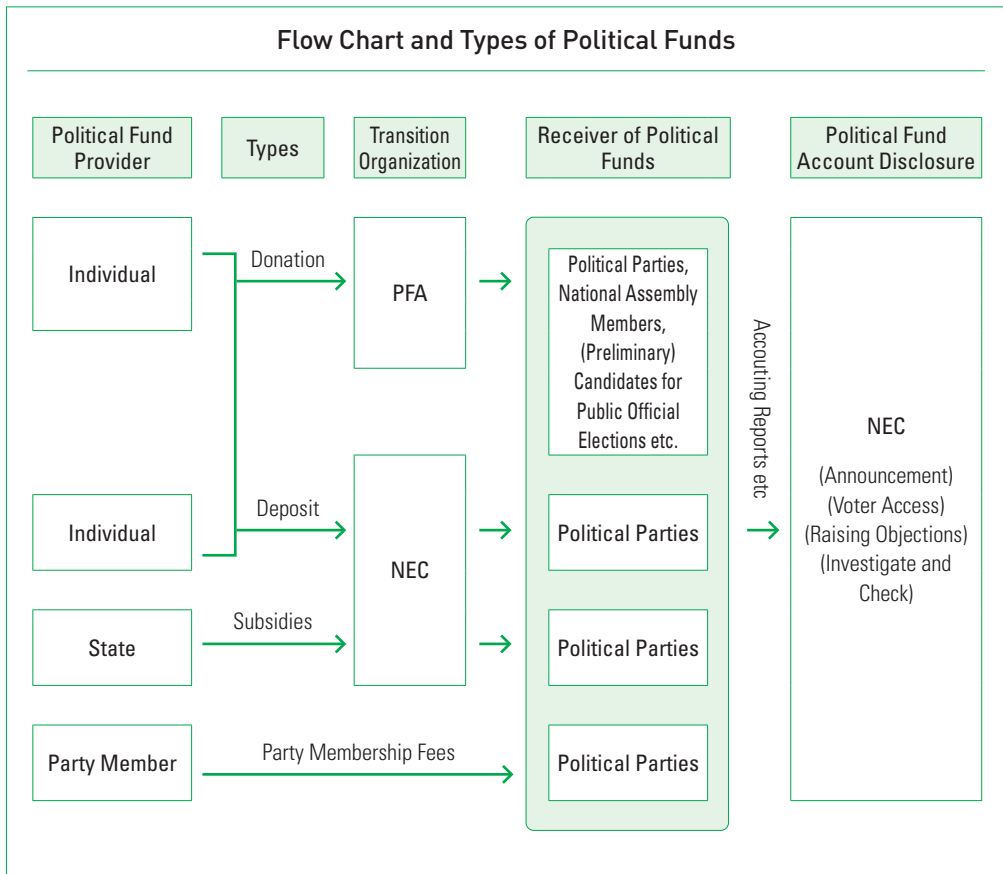 Flow Chart and Types of Political Funds
Political Fund
Provider
Types
Transition
Organization
Receiver of Political
Funds
Political Fund
Account Disclosure
Individual
Donation
PFA
Political Parties,
National Assembly
Members,
(Preliminary)
Candidates for
Public Official
Elections etc.
Individual
Deposit
NEC
Political Parties
State
Subsidies
Political Parties
Party Member
Party Membership Fees
Political Parties
Accouting Reports etc
NEC
(Announcement)
(Voter Access)
(Raising Objections)
(Investigate and
Check)